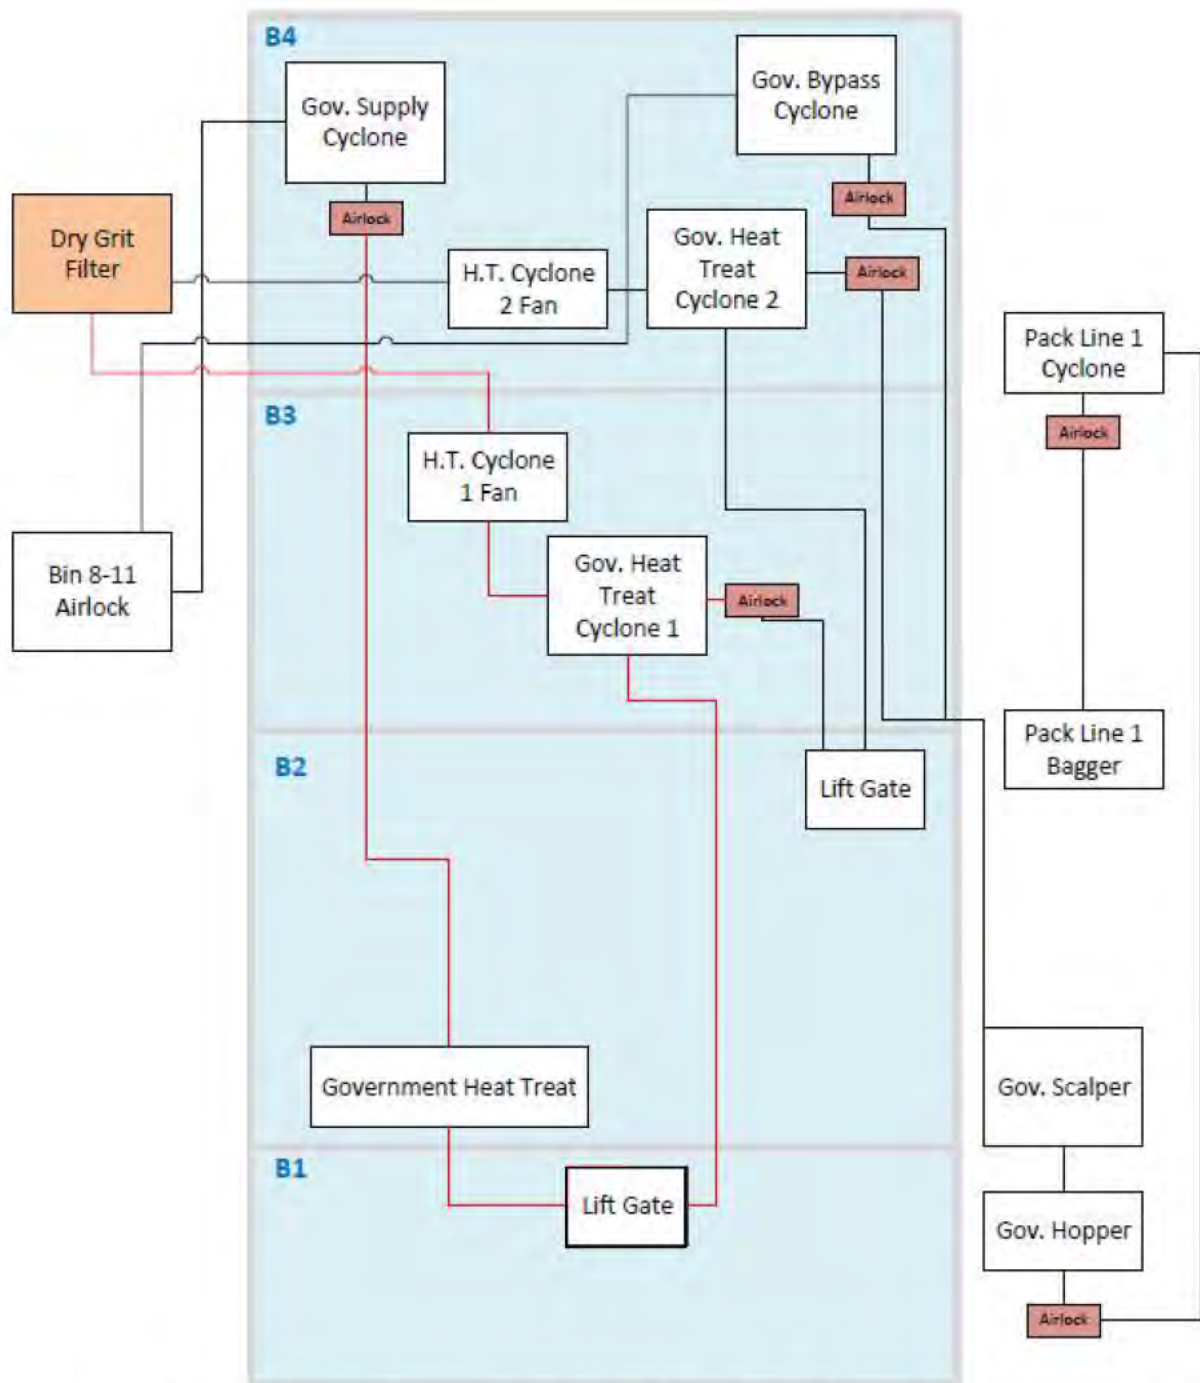 B4
Gov. Supply
Cyclone
Gov. Bypass
Cyclone
Airlock
Airlock
Dry Grit
Filter
H.T. Cyclone
2 Fan
Gov. Heat
Treat
Cyclone 2
Airlock
Pack Line 1
Cyclone
Airlock
B3
H.T. Cyclone
1 Fan
Bin 8-11
Airlock
Gov. Heat
Treat
Cyclone 1
Airlock
B2
Lift Gate
Pack Line 1
Bagger
Government Heat Treat
Gov. Scalper
B1
Lift Gate
Gov. Hopper
Airlock